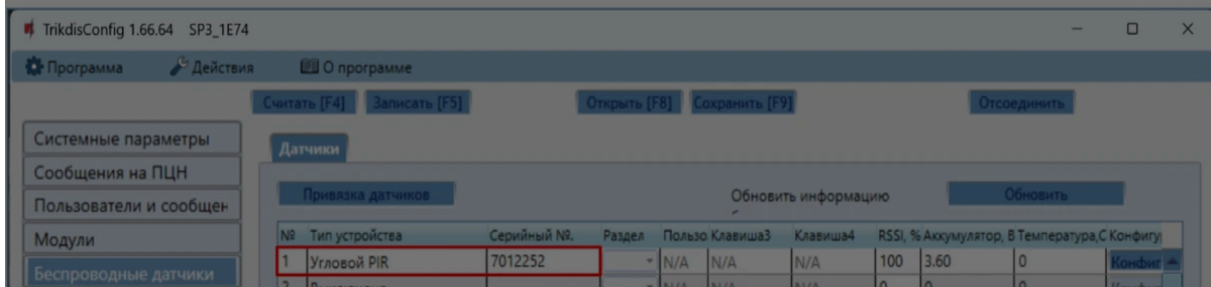 TrikdisConfig 1.66.64 SP3_1E74
Программа Действия О программе
Считать [F4] Записать [F5] Открыть [F8] Сохранить [F9] Отсоединить
Системные параметры
Датчики
Сообщения на ПЦН
Привязка датчиков Обновить информацию Обновить
Пользователи и сообщен
№ Тип устройства Серийный №. Раздел Пользо Клавиша3 Клавиша4 RSSI, % Аккумулятор, В Температура,С Конфигу
Модули
1 Угловой PIR 7012252 N/A N/A N/A 100 3.60 0 Конфиг
Беспроводные датчики